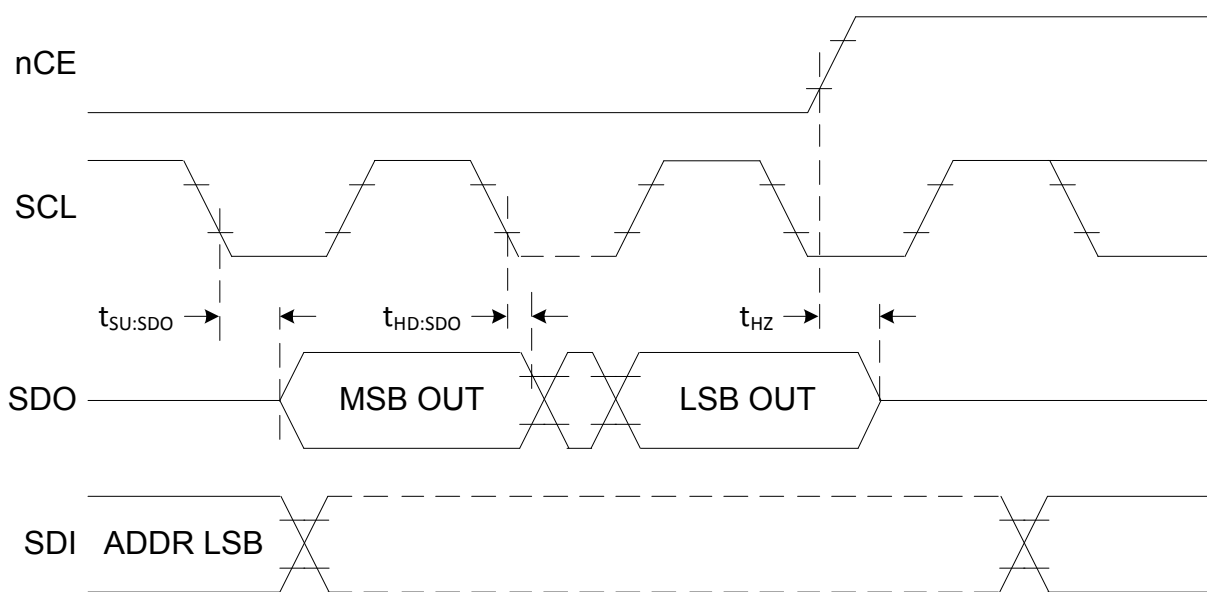 nCE
SCL
tSU:SDO
tHD:SDO
tHZ
SDO
MSB OUT
LSB OUT
SDI
ADDR LSB